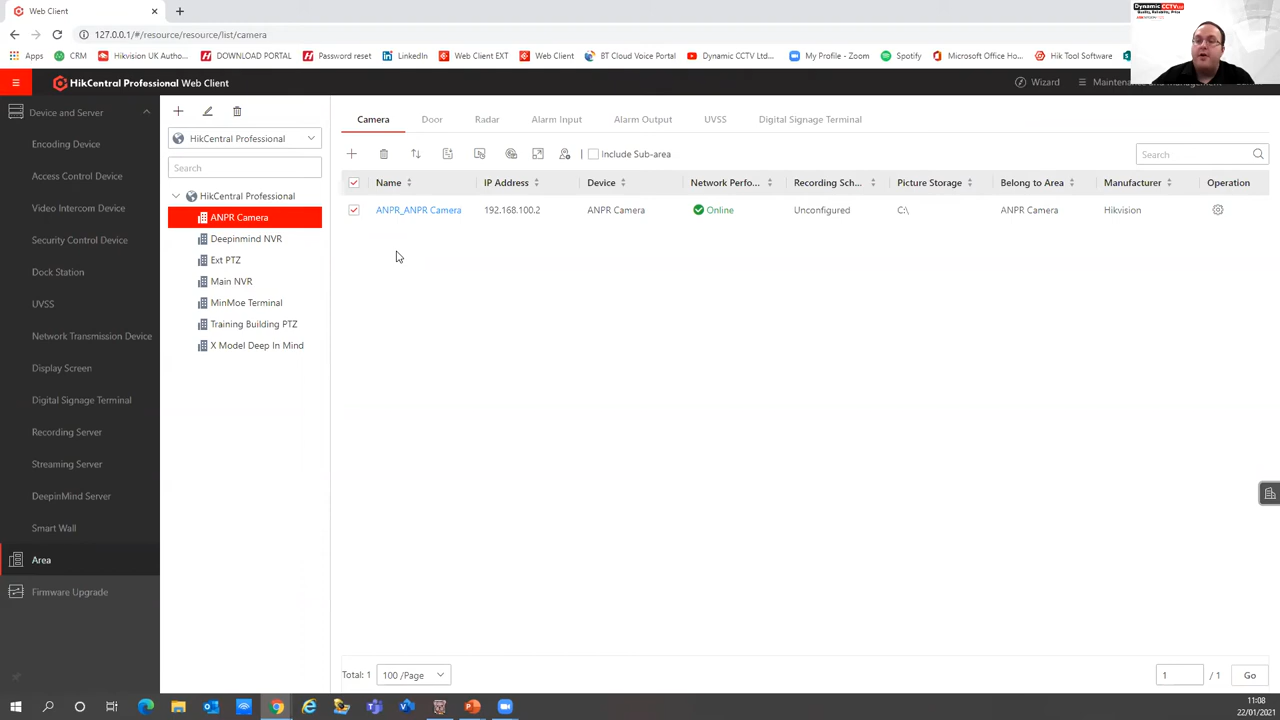 Web Client
127.0.0.1/#/resource/resource/list/camera
Apps
CRM
Hikvision UK Autho...
DOWNLOAD PORTAL
Password reset
LinkedIn
Web Client EXT
Web Client
BT Cloud Voice Portal
Dynamic CCTV Ltd...
My Profile - Zoom
Spotify
Microsoft Office Ho...
Hik Tool Software
Dynamic CCTV Ltd
Quality, Reliability, Price
HIKVISION
HikCentral Professional Web Client
Wizard
Device and Server
Encoding Device
Access Control Device
Video Intercom Device
Security Control Device
Dock Station
UVSS
Network Transmission Device
Display Screen
Digital Signage Terminal
Recording Server
Streaming Server
DeepinMind Server
Smart Wall
Area
Firmware Upgrade
HikCentral Professional
Search
HikCentral Professional
ANPR Camera
Deepinmind NVR
Ext PTZ
Main NVR
MinMoe Terminal
Training Building PTZ
X Model Deep In Mind
Camera
Door
Radar
Alarm Input
Alarm Output
UVSS
Digital Signage Terminal
Include Sub-area
Search
Name
IP Address
Device
Network Perfo...
Recording Sch...
Picture Storage
Belong to Area
Manufacturer
Operation
ANPR_ANPR Camera
192.168.100.2
ANPR Camera
Online
Unconfigured
C:\
ANPR Camera
Hikvision
Total: 1
100 /Page
1
/ 1
Go
11:08
22/01/2021